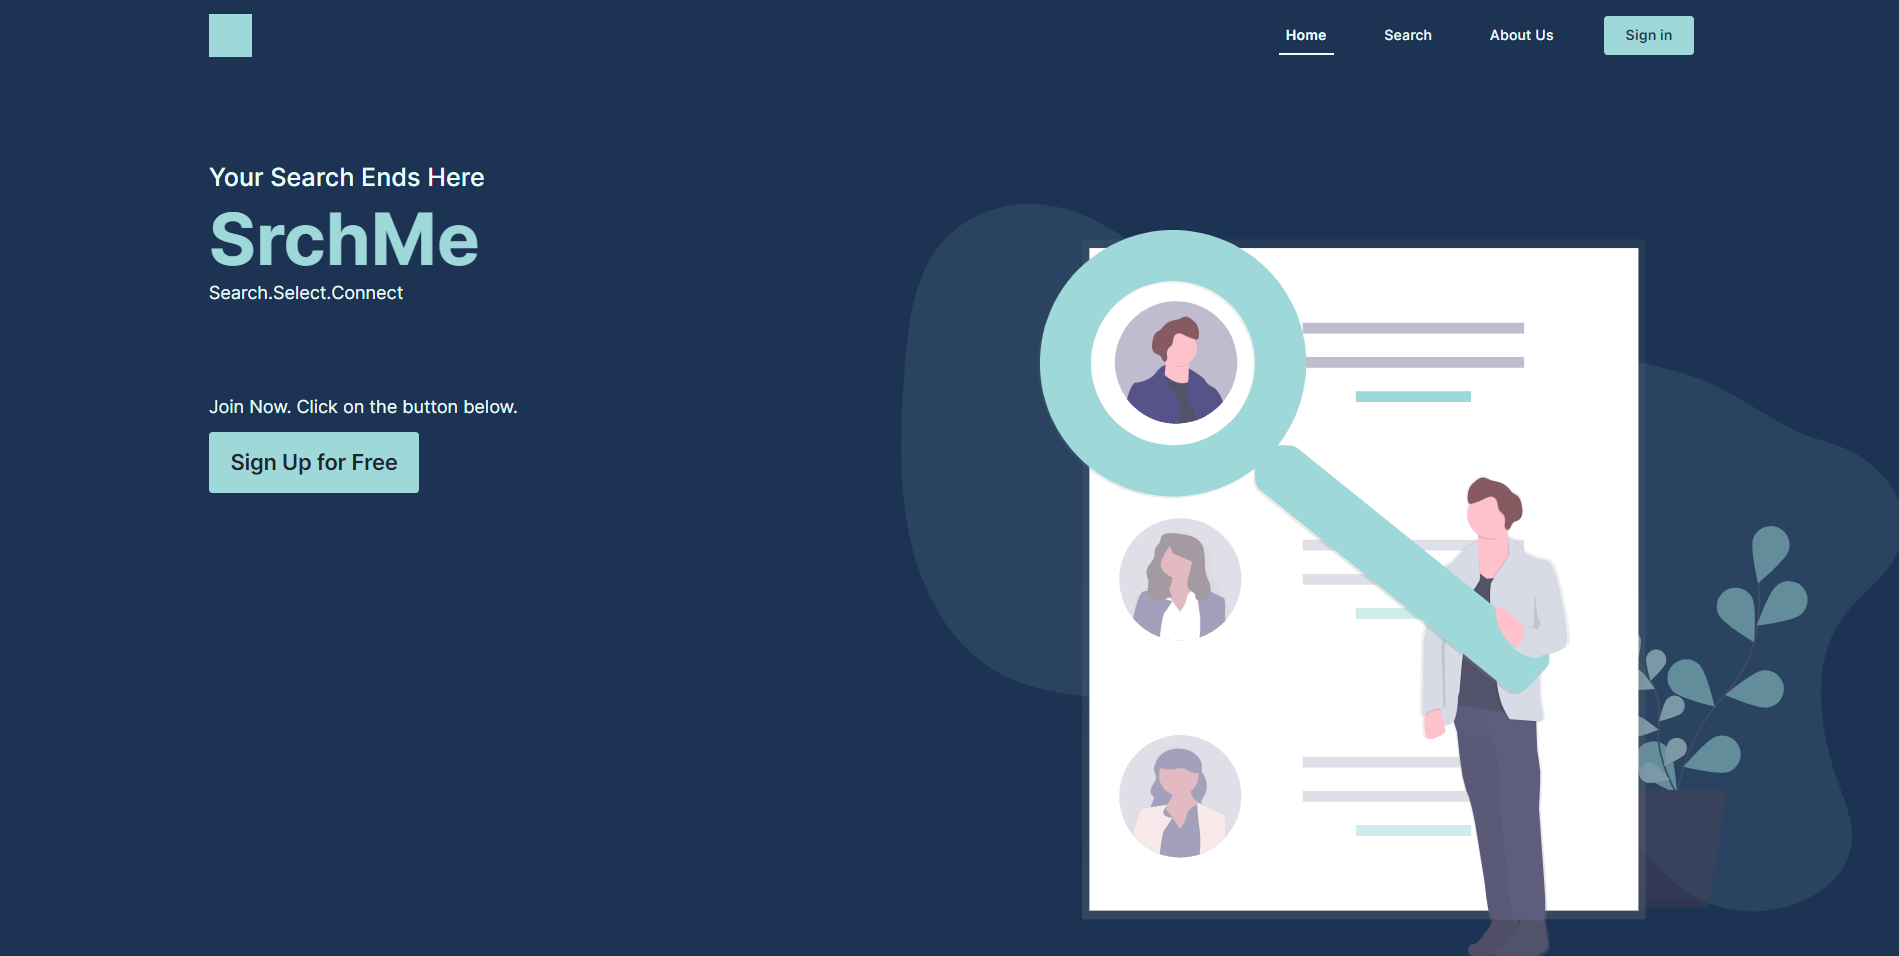 Home
Search
About Us
Sign in
Your Search Ends Here
SrchMe
Search.Select.Connect
Join Now. Click on the button below.
Sign Up for Free